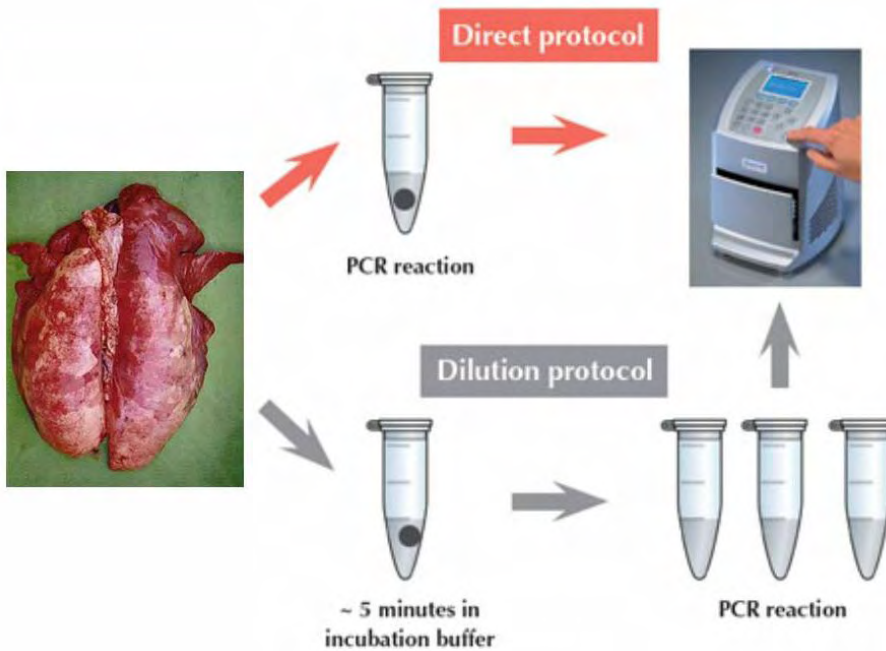 Direct protocol
PCR reaction
Dilution protocol
~ 5 minutes in
incubation buffer
PCR reaction